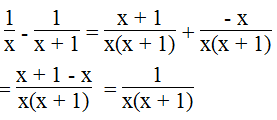 1/x - 1/(x + 1) = (x + 1)/(x(x + 1)) + (- x)/(x(x + 1))
= (x + 1 - x)/(x(x + 1)) = 1/(x(x + 1))